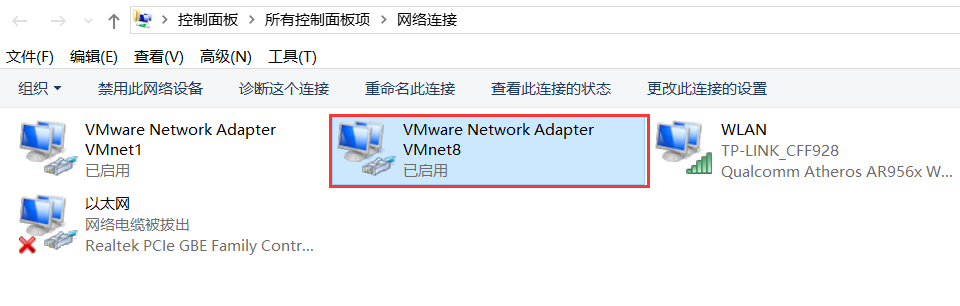 控制面板 > 所有控制面板项 > 网络连接
文件(F) 编辑(E) 查看(V) 高级(N) 工具(T)
组织 禁用此网络设备 诊断这个连接 重命名此连接 查看此连接的状态 更改此连接的设置
VMware Network Adapter
VMnet1
已启用
VMware Network Adapter
VMnet8
已启用
WLAN
TP-LINK_CFF928
Qualcomm Atheros AR956x W...
以太网
网络电缆被拔出
Realtek PCIe GBE Family Contr...